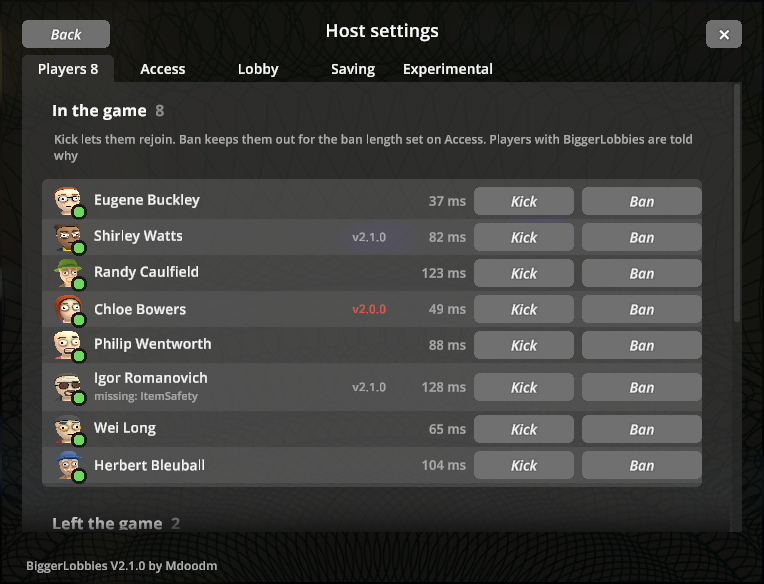 Back
Host settings
×
Players 8 Access Lobby Saving Experimental
In the game 8
Kick lets them rejoin. Ban keeps them out for the ban length set on Access. Players with BiggerLobbies are told
why
Eugene Buckley 37 ms Kick Ban
Shirley Watts v2.1.0 82 ms Kick Ban
Randy Caulfield 123 ms Kick Ban
Chloe Bowers v2.0.0 49 ms Kick Ban
Philip Wentworth 88 ms Kick Ban
Igor Romanovich v2.1.0 128 ms Kick Ban
missing: ItemSafety
Wei Long 65 ms Kick Ban
Herbert Bleuball 104 ms Kick Ban
Left the game 2
BiggerLobbies V2.1.0 by Mdoodm